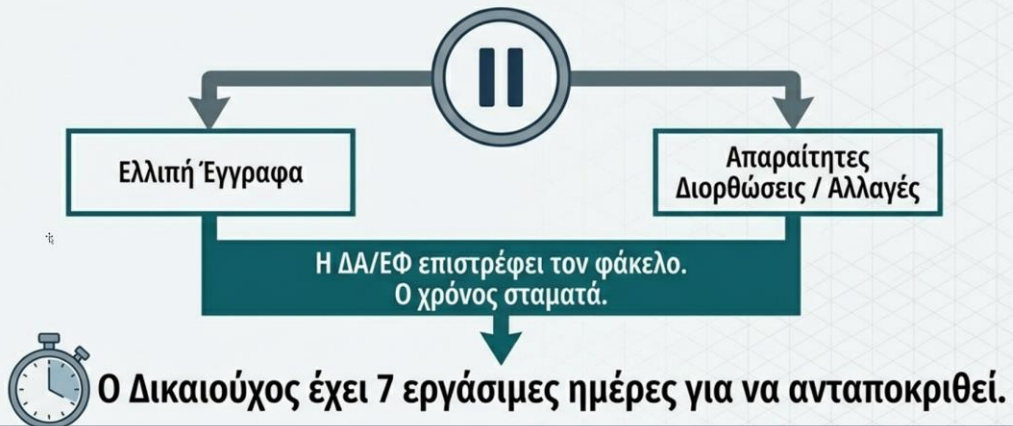 Ελλιπή Έγγραφα
Απαραίτητες
Διορθώσεις / Αλλαγές
Η ΔΑ/ΕΦ επιστρέφει τον φάκελο.
Ο χρόνος σταματά.
Ο Δικαιούχος έχει 7 εργάσιμες ημέρες για να ανταποκριθεί.